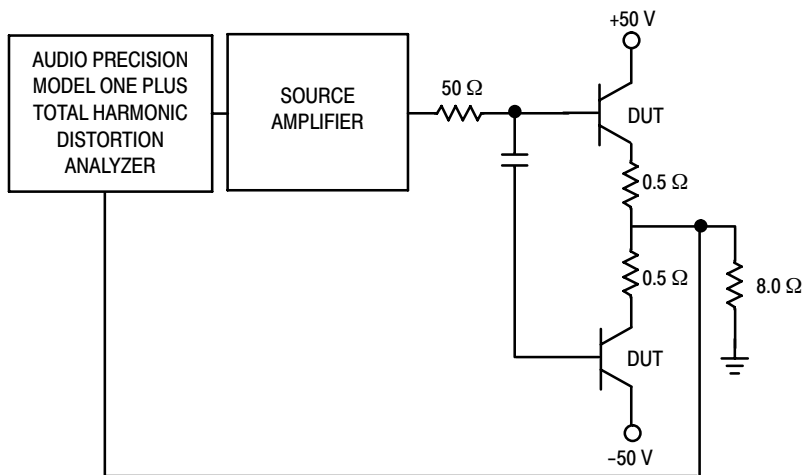 AUDIO PRECISION
MODEL ONE PLUS
TOTAL HARMONIC
DISTORTION
ANALYZER
SOURCE
AMPLIFIER
50 Ω
+50 V
DUT
0.5 Ω
0.5 Ω
8.0 Ω
DUT
−50 V